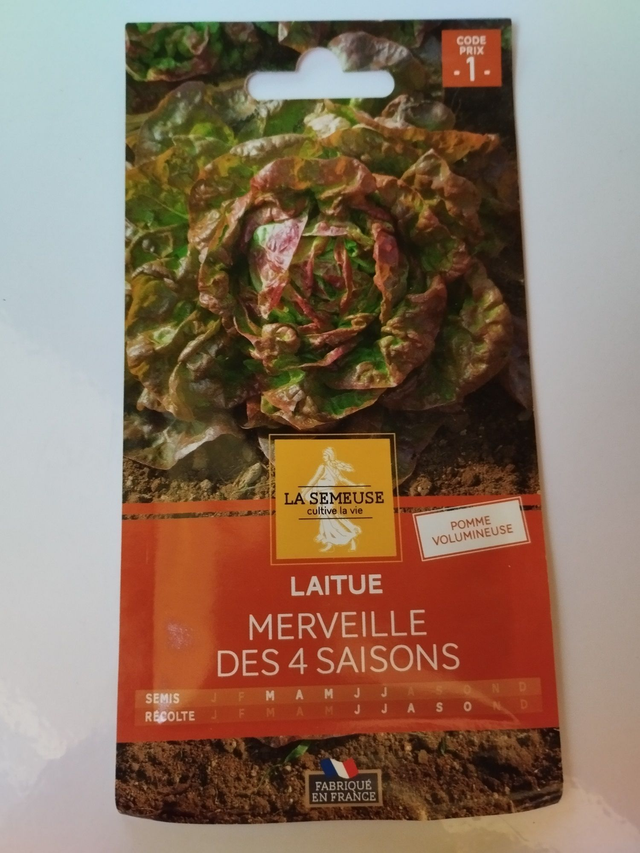 CODE
PRIX
- 1 -
LA SEMEUSE
cultive la vie
POMME
VOLUMINEUSE
LAITUE
MERVEILLE
DES 4 SAISONS
SEMIS J F M A M J J A S O N D
RÉCOLTE J F M A M J J A S O N D
FABRIQUÉ
EN FRANCE